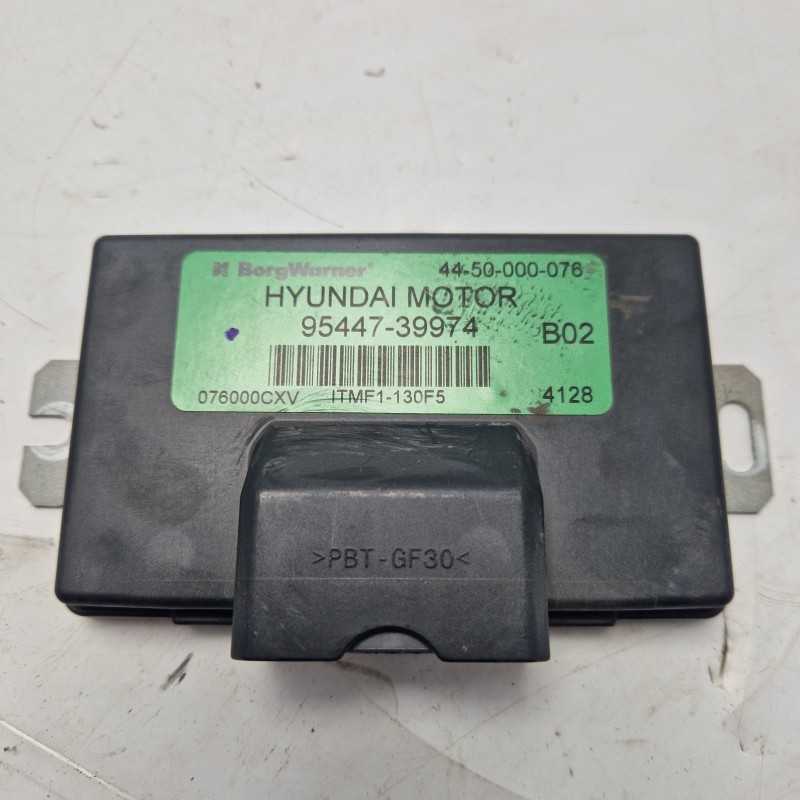 BorgWarner 44-50-000-076
HYUNDAI MOTOR
95447-39974 B02
076000CXV ITMF1-130F5 4128
>PBT-GF30<